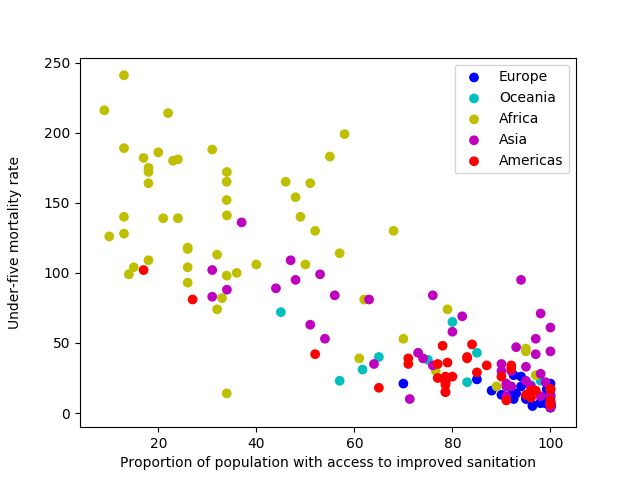 250
200
150
100
50
0
Under-five mortality rate
20
40
60
80
100
Proportion of population with access to improved sanitation
Europe
Oceania
Africa
Asia
Americas